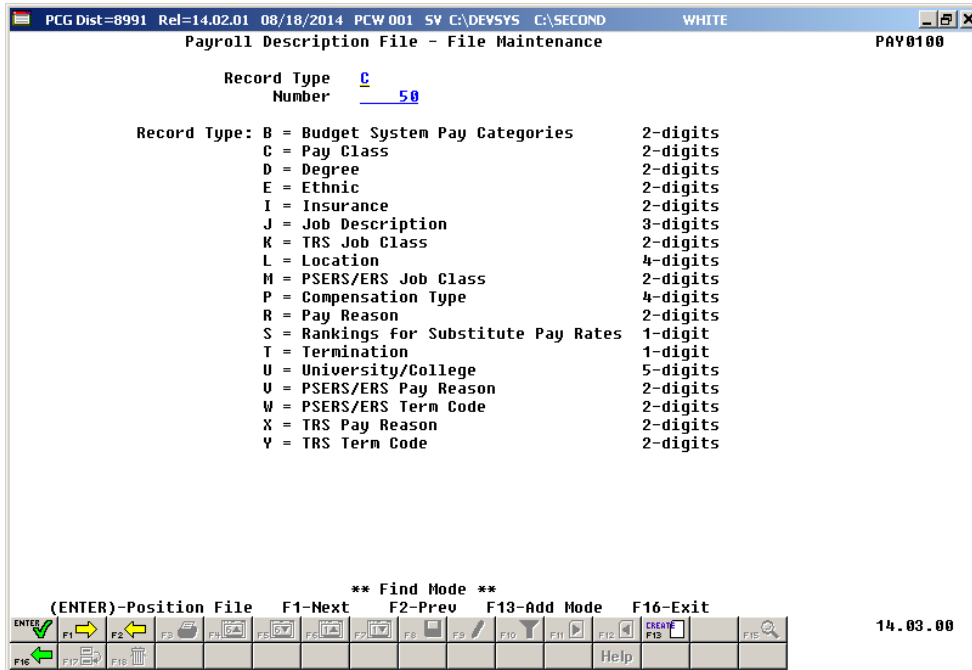 PCG Dist=8991 Rel=14.02.01 08/18/2014 PCW 001 SV C:\DEVSYS C:\SECOND WHITE
Payroll Description File - File Maintenance PAY0100
Record Type C
Number 50
Record Type: B = Budget System Pay Categories 2-digits
C = Pay Class 2-digits
D = Degree 2-digits
E = Ethnic 2-digits
I = Insurance 2-digits
J = Job Description 3-digits
K = TRS Job Class 2-digits
L = Location 4-digits
M = PSERS/ERS Job Class 2-digits
P = Compensation Type 4-digits
R = Pay Reason 2-digits
S = Rankings for Substitute Pay Rates 1-digit
T = Termination 1-digit
U = University/College 5-digits
V = PSERS/ERS Pay Reason 2-digits
W = PSERS/ERS Term Code 2-digits
X = TRS Pay Reason 2-digits
Y = TRS Term Code 2-digits
** Find Mode **
(ENTER)-Position File F1-Next F2-Prev F13-Add Mode F16-Exit
ENTER F1 F2 F3 F4 F5 F6 F7 F8 F9 F10 F11 F12 CREATE F13 F15 14.03.00
F16 F17 F18 Help